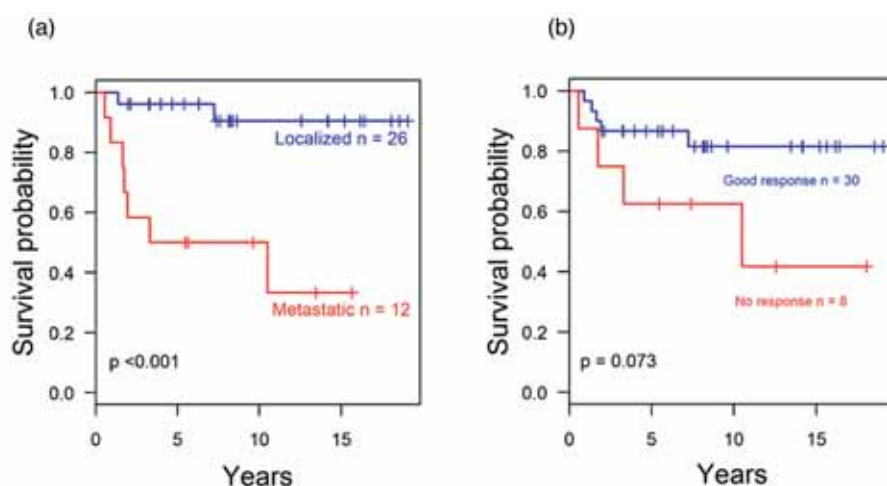 (a)
Survival probability
1.0
0.8
0.6
0.4
0.2
0.0
Localized n = 26
Metastatic n = 12
p <0.001
0 5 10 15
Years
(b)
Survival probability
1.0
0.8
0.6
0.4
0.2
0.0
Good response n = 30
No response n = 8
p = 0.073
0 5 10 15
Years